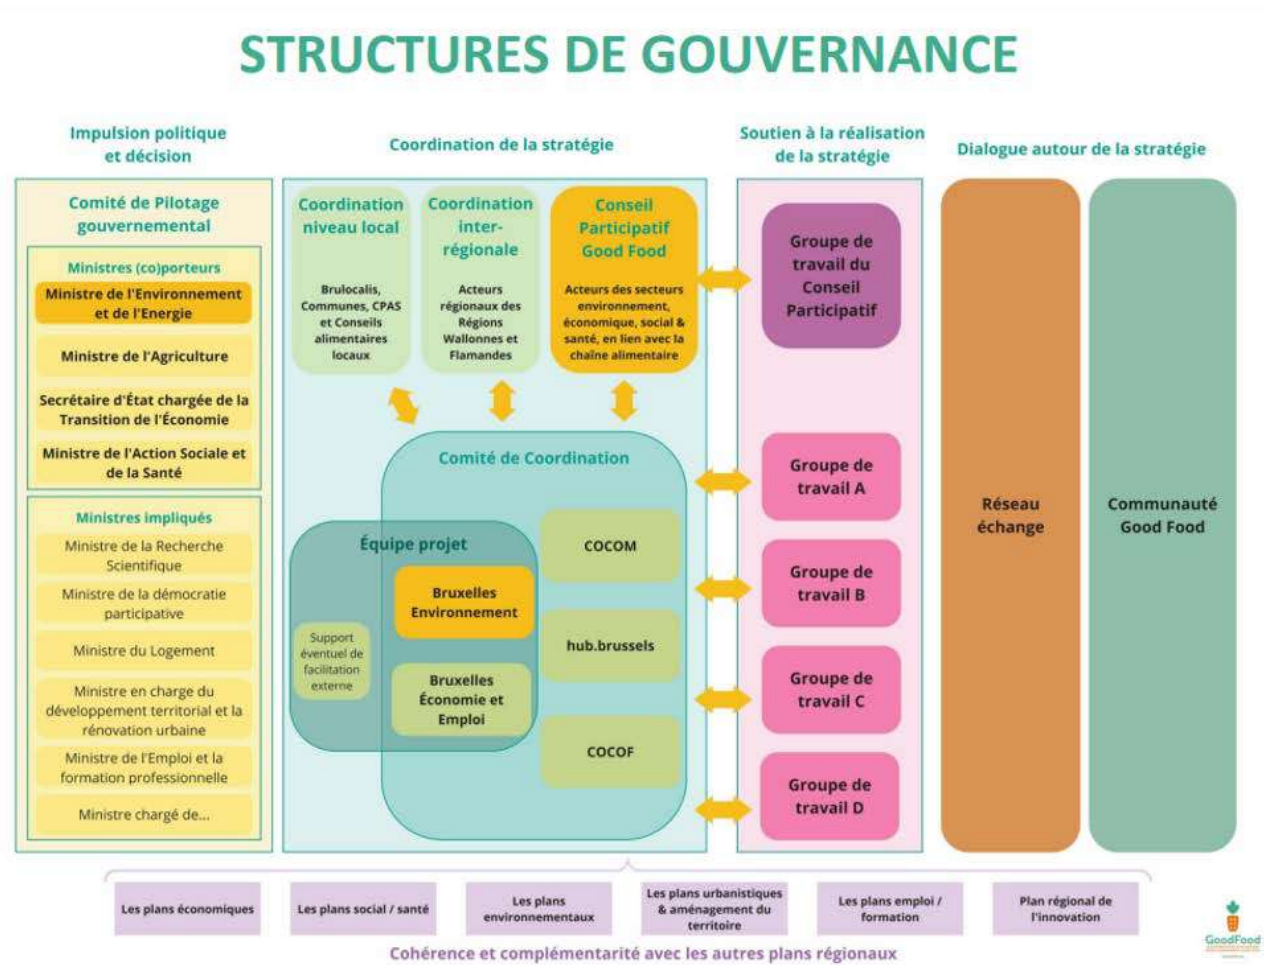 STRUCTURES DE GOUVERNANCE
Impulsion politique
et décision
Comité de Pilotage
gouvernemental
Ministres (co)porteurs
Ministre de l'Environnement
et de l'Energie
Ministre de l'Agriculture
Secrétaire d'État chargée de la
Transition de l'Économie
Ministre de l'Action Sociale et
de la Santé
Ministres impliqués
Ministre de la Recherche
Scientifique
Ministre de la démocratie
participative
Ministre du Logement
Ministre en charge du
développement territorial et la
rénovation urbaine
Ministre de l'Emploi et la
formation professionnelle
Ministre chargé de...
Coordination de la stratégie
Coordination
niveau local
Brulocalis,
Communes, CPAS
et Conseils
alimentaires
locaux
Coordination
inter-
régionale
Acteurs
régionaux des
Régions
Wallonnes et
Flamandes
Conseil
Participatif
Good Food
Acteurs des secteurs
environnement,
économique, social &
santé, en lien avec la
chaîne alimentaire
Comité de Coordination
Équipe projet
Support
éventuel de
facilitation
externe
Bruxelles
Environnement
Bruxelles
Économie et
Emploi
COCOM
hub.brussels
COCOF
Soutien à la réalisation
de la stratégie
Groupe de
travail du
Conseil
Participatif
Groupe de
travail A
Groupe de
travail B
Groupe de
travail C
Groupe de
travail D
Dialogue autour de la stratégie
Réseau
échange
Communauté
Good Food
Les plans économiques
Les plans social / santé
Les plans
environnementaux
Les plans urbanistiques
& aménagement du
territoire
Les plans emploi /
formation
Plan régional de
l'innovation
Cohérence et complémentarité avec les autres plans régionaux
GoodFood